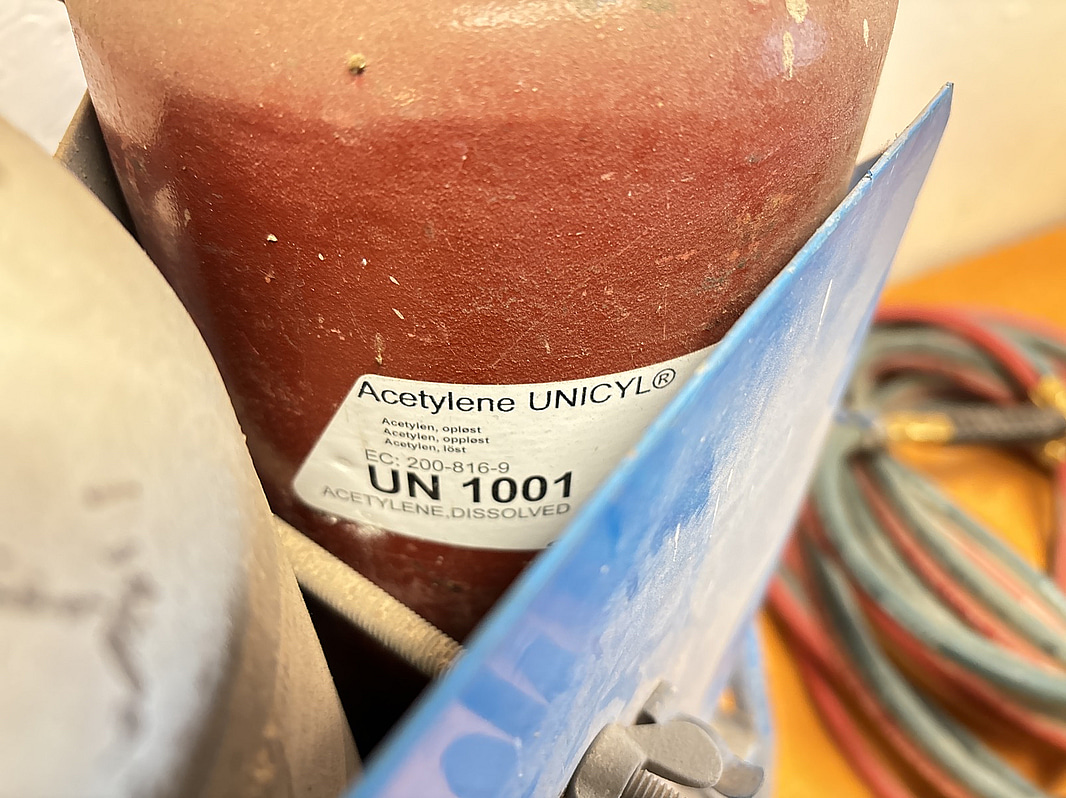 Acetylene UNICYL®
Acetylen, opløst
Acetylen, oppløst
Acetylen, löst
EC: 200-816-9
UN 1001
ACETYLENE,DISSOLVED